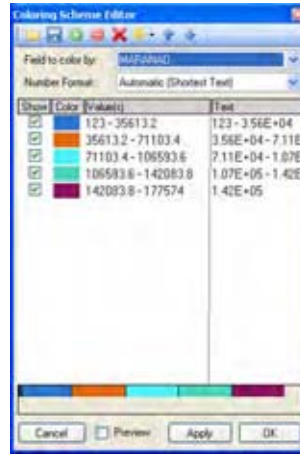 Coloring Scheme Editor
Field to color by: MARANAO
Number Format: Automatic (Shortest Text)
Show Color Value(s) Text
123 - 35613.2 123 - 3.56E+04
35613.2 - 71103.4 3.56E+04 - 7.11E
71103.4 - 106593.6 7.11E+04 - 1.07E
106593.6 - 142083.8 1.07E+05 - 1.42E
142083.8 - 177574 1.42E+05
Cancel Preview Apply OK